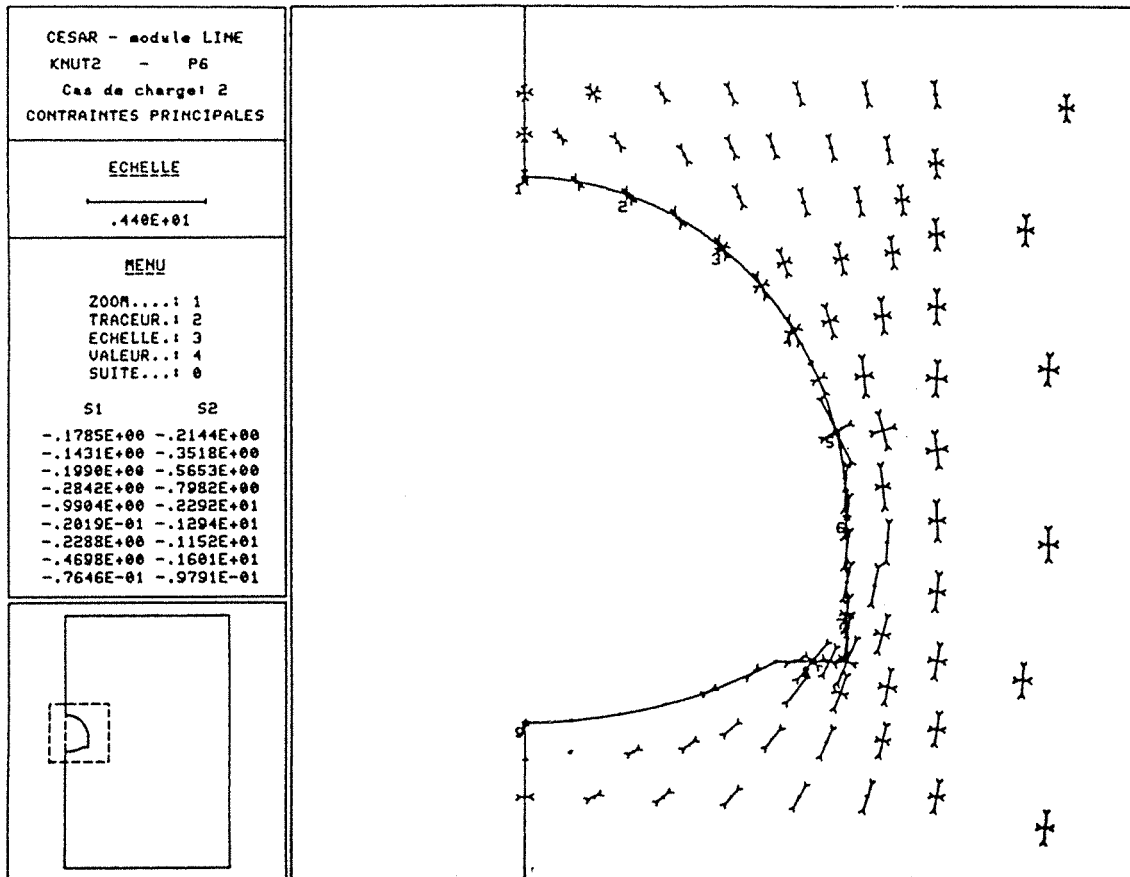 CESAR - module LINE
KNUT2 - P6
Cas de charge: 2
CONTRAINTES PRINCIPALES
ECHELLE
.440E+01
MENU
ZOOM....: 1
TRACEUR.: 2
ECHELLE.: 3
VALEUR..: 4
SUITE...: 0
S1 S2
-.1785E+00 -.2144E+00
-.1431E+00 -.3518E+00
-.1990E+00 -.5653E+00
-.2842E+00 -.7982E+00
-.9904E+00 -.2292E+01
-.2019E-01 -.1294E+01
-.2288E+00 -.1152E+01
-.4698E+00 -.1601E+01
-.7646E-01 -.9791E-01
1
2
3
5
6
9